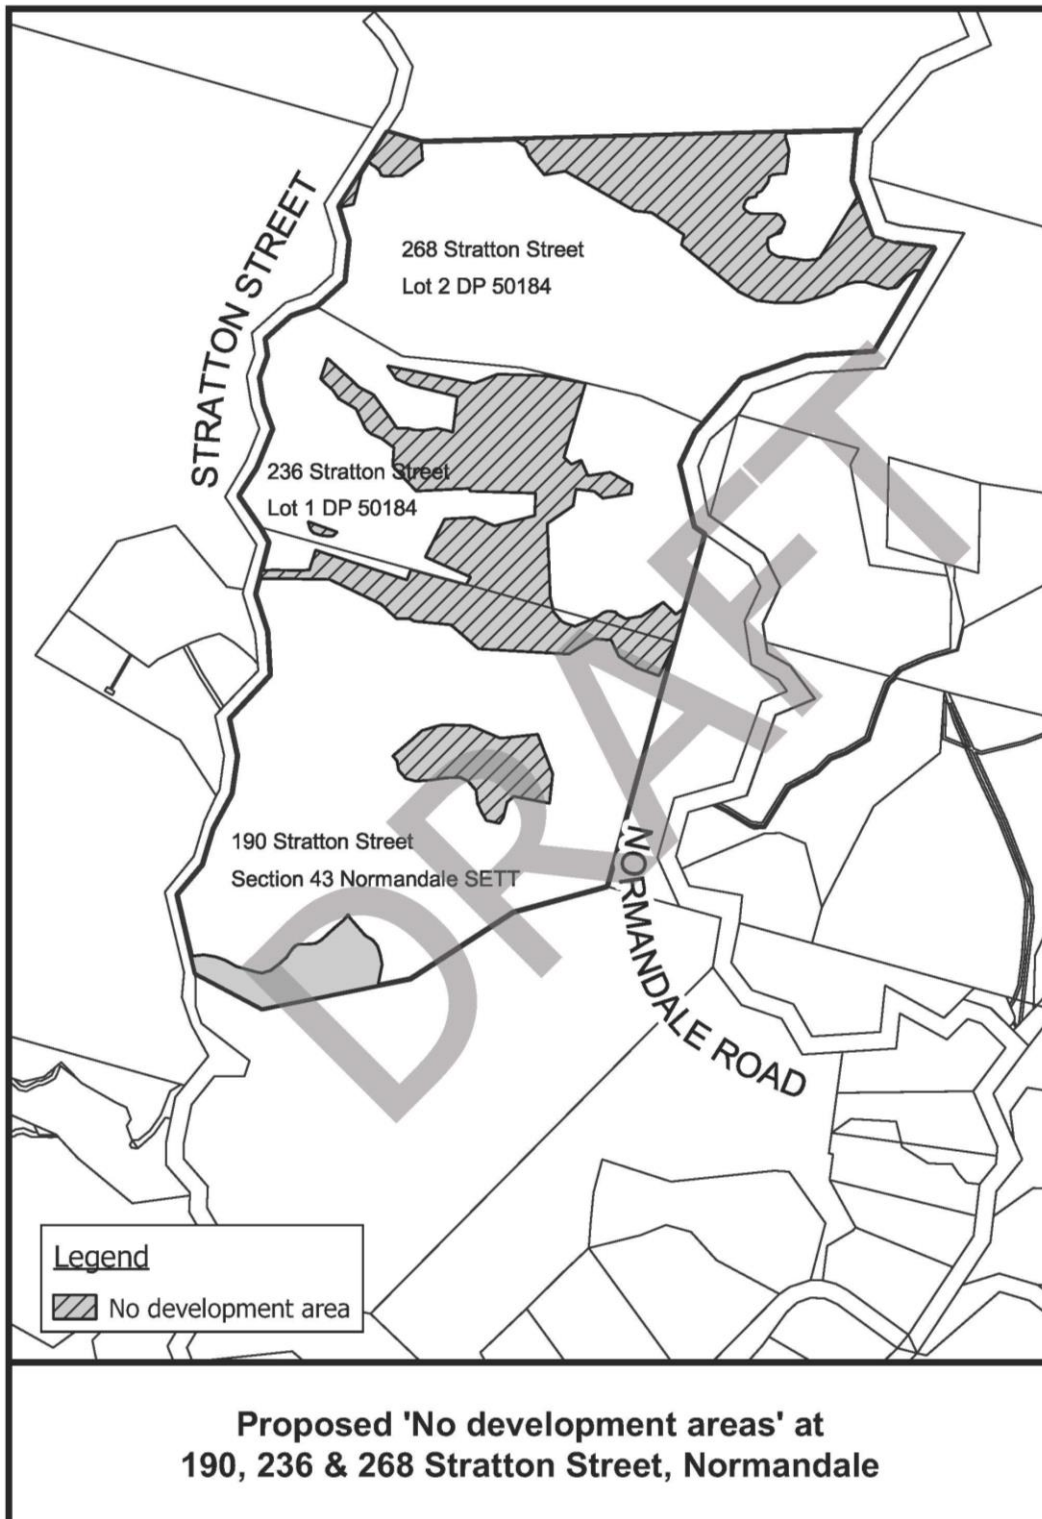 STRATTON STREET
268 Stratton Street
Lot 2 DP 50184
236 Stratton Street
Lot 1 DP 50184
190 Stratton Street
Section 43 Normandale SETT
NORMANDALE ROAD
DRAFT
Legend
No development area
Proposed 'No development areas' at
190, 236 & 268 Stratton Street, Normandale